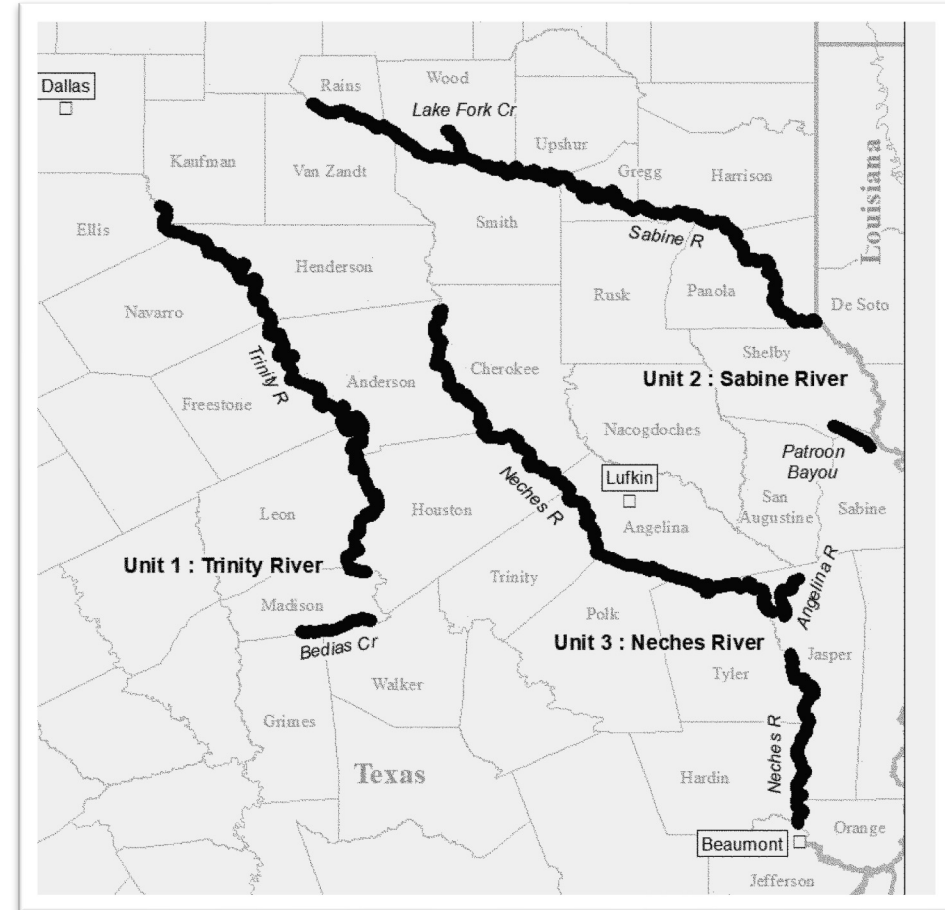 Dallas
Rains
Wood
Lake Fork Cr
Upshur
Kaufman
Van Zandt
Gregg
Harrison
Louisiana
Ellis
Smith
Sabine R
Henderson
Rusk
Panola
De Soto
Navarro
Trinity R
Shelby
Cherokee
Anderson
Unit 2 : Sabine River
Freestone
Nacogdoches
Patroon
Bayou
Neches R
Lufkin
San
Augustine
Sabine
Leon
Houston
Angelina
Unit 1 : Trinity River
Trinity
Angelina R
Madison
Polk
Bedias Cr
Unit 3 : Neches River
Jasper
Walker
Tyler
Grimes
Neches R
Texas
Hardin
Orange
Beaumont
Jefferson